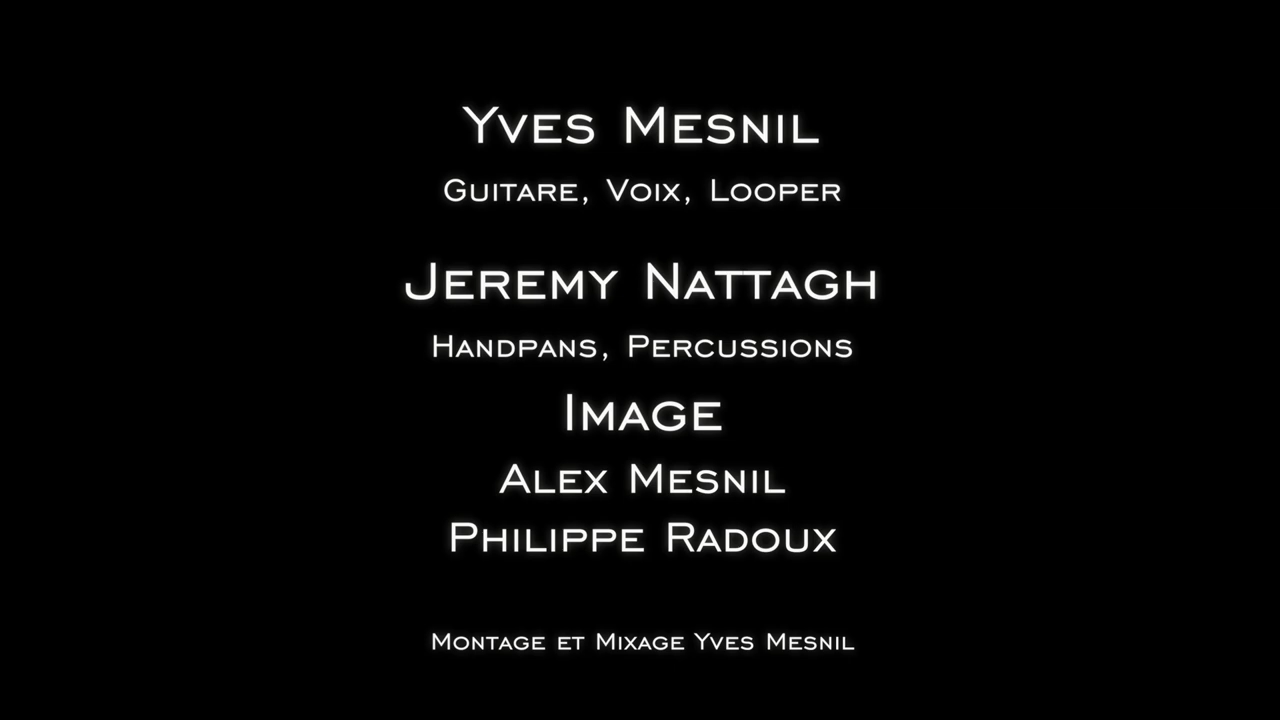 Yves Mesnil
Guitare, Voix, Looper
Jeremy Nattagh
Handpans, Percussions
Image
Alex Mesnil
Philippe Radoux
Montage et Mixage Yves Mesnil